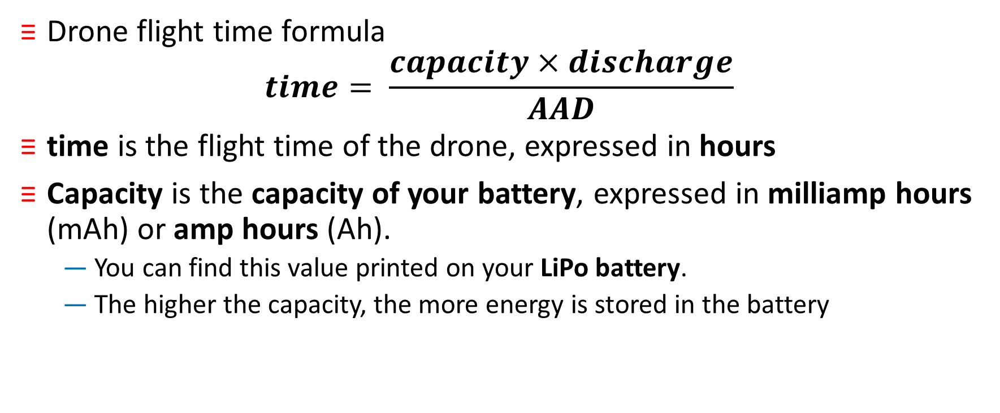 ≡ Drone flight time formula
time = capacity × discharge / AAD
≡ time is the flight time of the drone, expressed in hours
≡ Capacity is the capacity of your battery, expressed in milliamp hours
(mAh) or amp hours (Ah).
— You can find this value printed on your LiPo battery.
— The higher the capacity, the more energy is stored in the battery